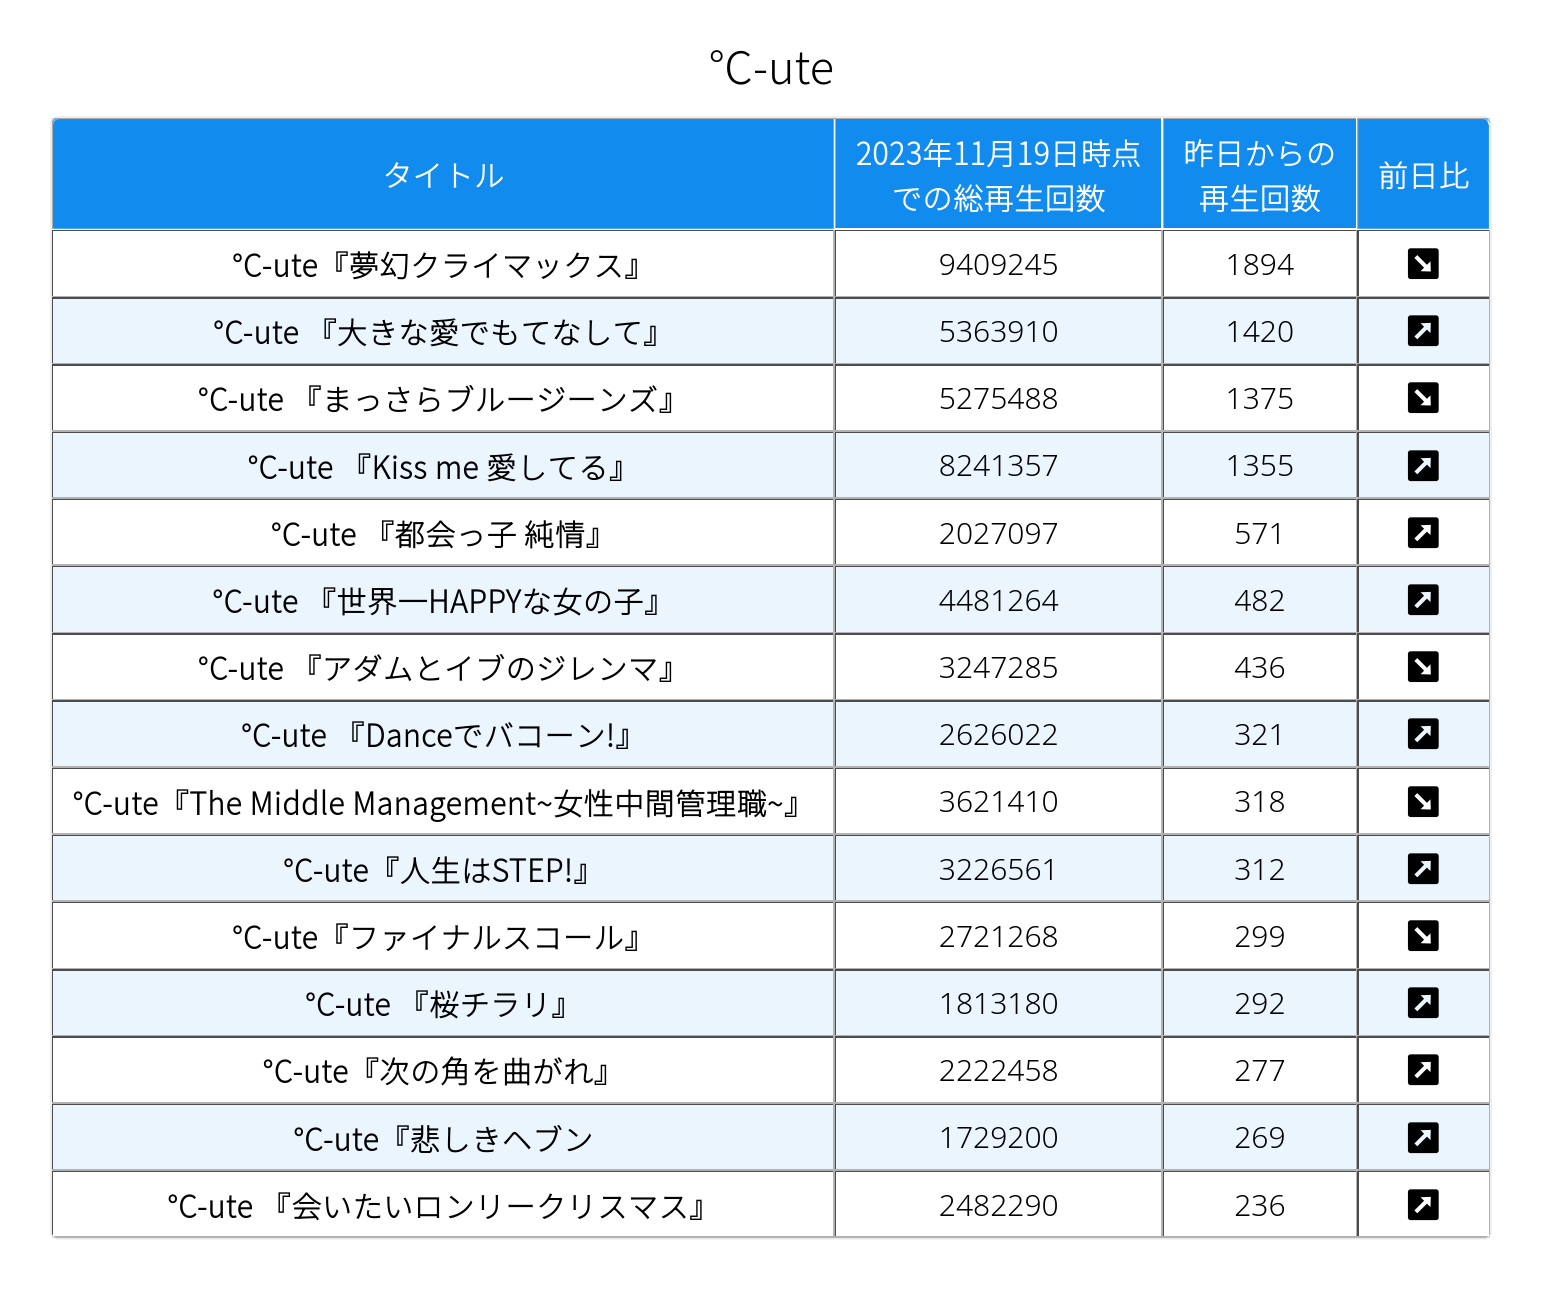 ℃-ute
タイトル
2023年11月19日時点
での総再生回数
昨日からの
再生回数
前日比
℃-ute『夢幻クライマックス』 9409245 1894
℃-ute 『大きな愛でもてなして』 5363910 1420
℃-ute 『まっさらブルージーンズ』 5275488 1375
℃-ute 『Kiss me 愛してる』 8241357 1355
℃-ute 『都会っ子 純情』 2027097 571
℃-ute 『世界一HAPPYな女の子』 4481264 482
℃-ute 『アダムとイブのジレンマ』 3247285 436
℃-ute 『Danceでバコーン!』 2626022 321
℃-ute『The Middle Management~女性中間管理職~』 3621410 318
℃-ute『人生はSTEP!』 3226561 312
℃-ute『ファイナルスコール』 2721268 299
℃-ute 『桜チラリ』 1813180 292
℃-ute『次の角を曲がれ』 2222458 277
℃-ute『悲しきヘブン 1729200 269
℃-ute 『会いたいロンリークリスマス』 2482290 236